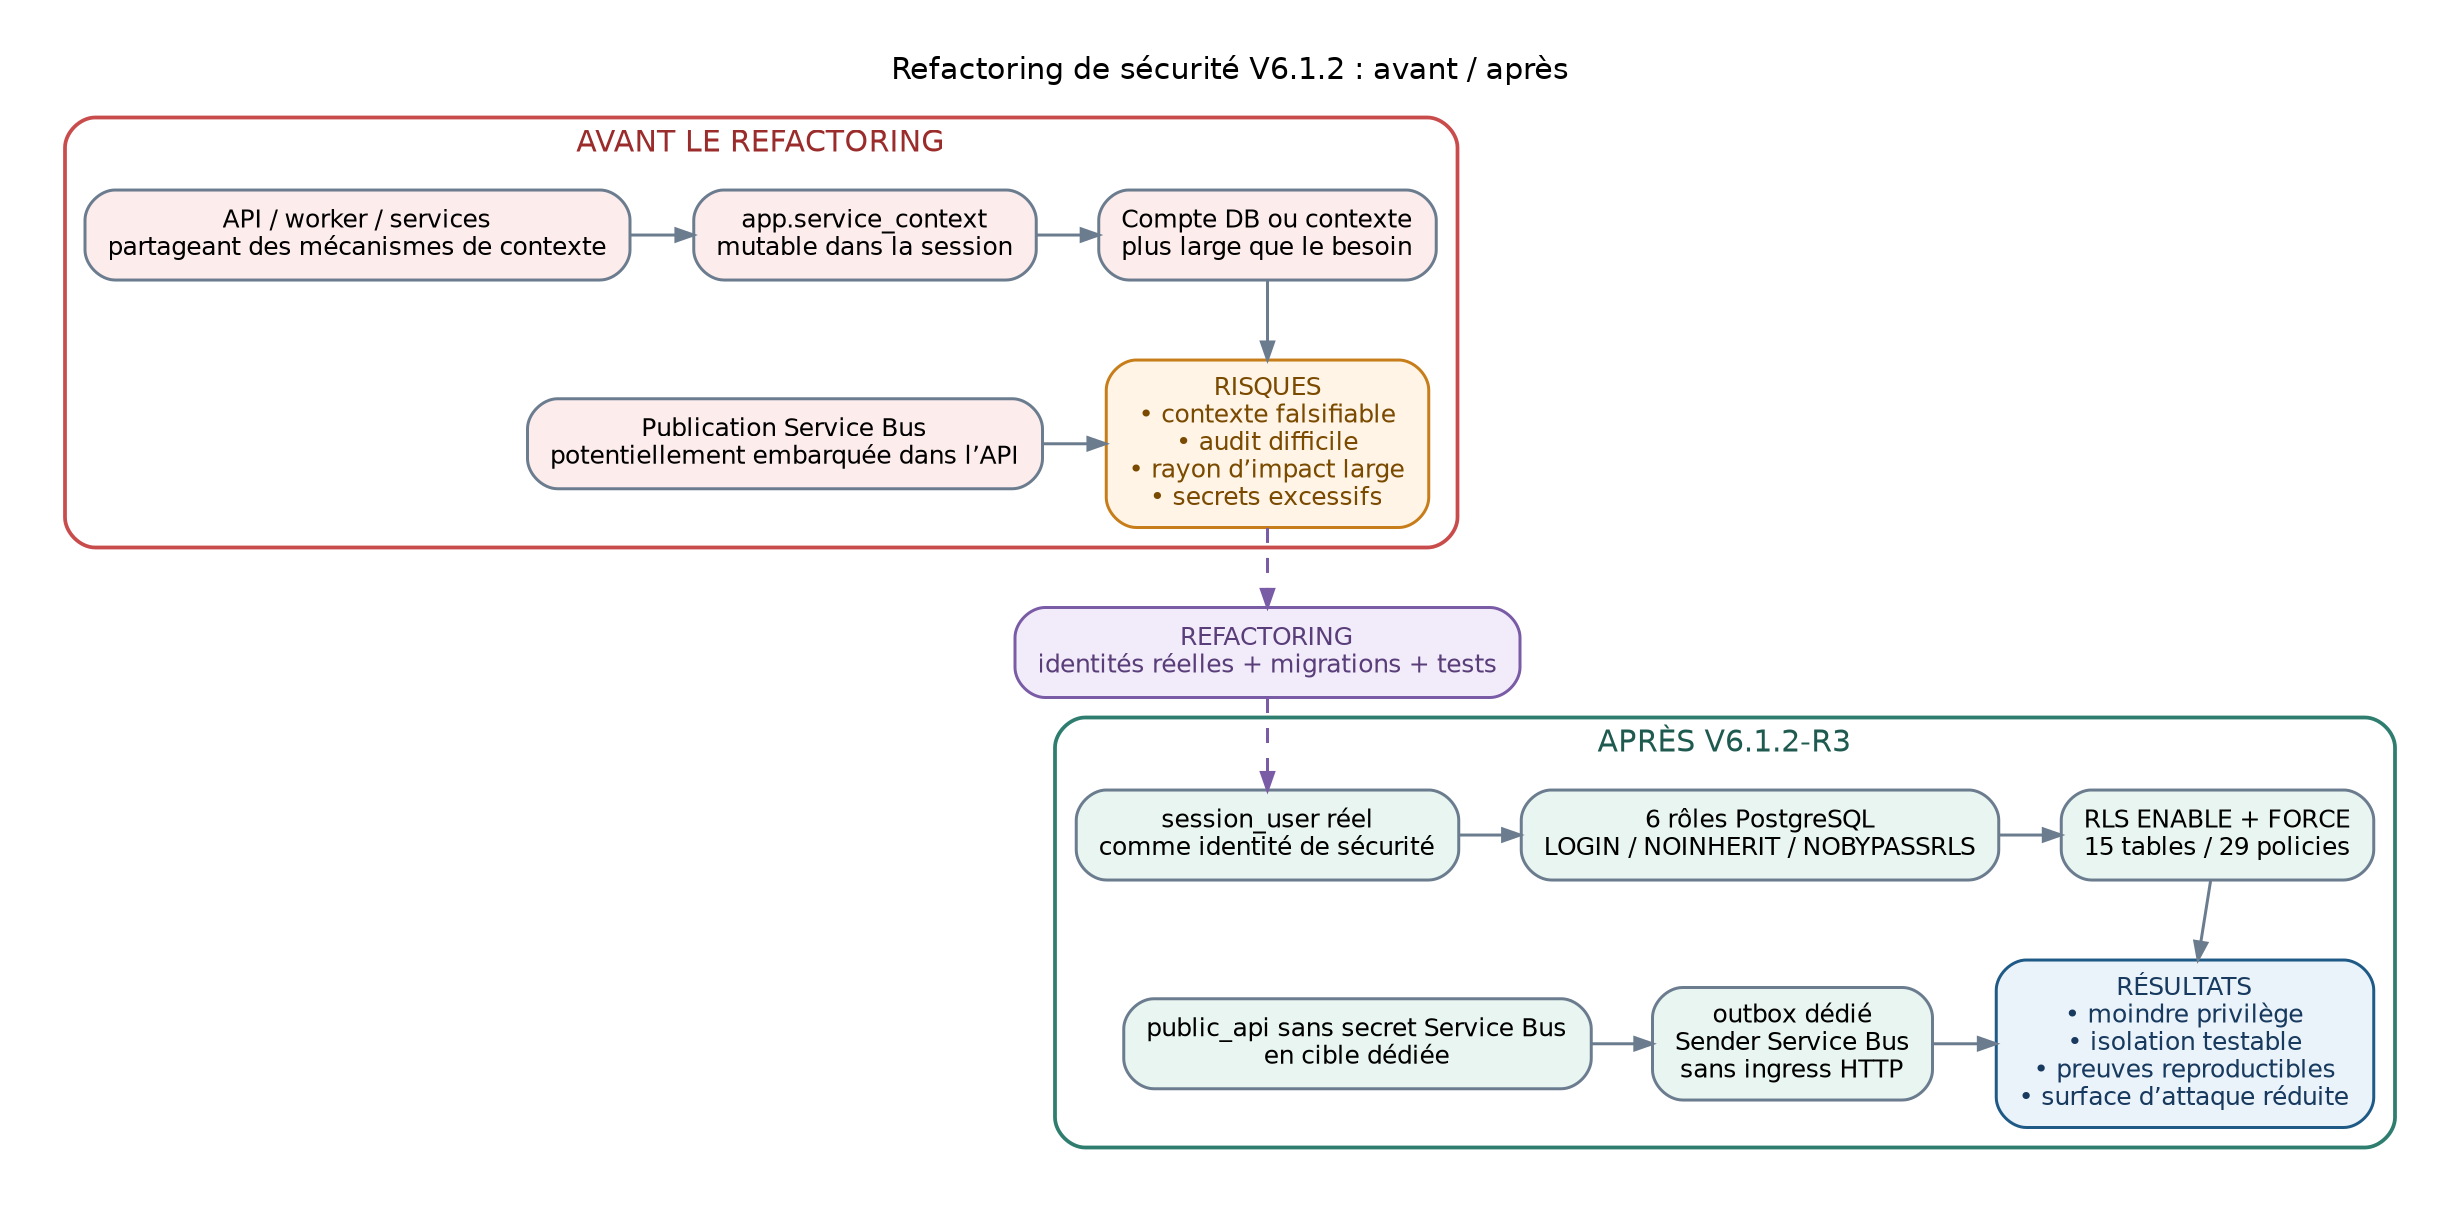 Refactoring de sécurité V6.1.2 : avant / après
AVANT LE REFACTORING
API / worker / services
partageant des mécanismes de contexte
app.service_context
mutable dans la session
Compte DB ou contexte
plus large que le besoin
Publication Service Bus
potentiellement embarquée dans l’API
RISQUES
• contexte falsifiable
• audit difficile
• rayon d’impact large
• secrets excessifs
REFACTORING
identités réelles + migrations + tests
APRÈS V6.1.2-R3
session_user réel
comme identité de sécurité
6 rôles PostgreSQL
LOGIN / NOINHERIT / NOBYPASSRLS
RLS ENABLE + FORCE
15 tables / 29 policies
public_api sans secret Service Bus
en cible dédiée
outbox dédié
Sender Service Bus
sans ingress HTTP
RÉSULTATS
• moindre privilège
• isolation testable
• preuves reproductibles
• surface d’attaque réduite